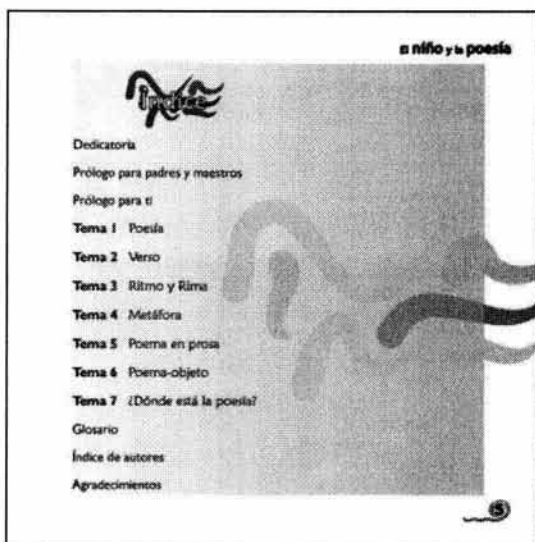 El niño y la poesía
Índice
Dedicatoria
Prólogo para padres y maestros
Prólogo para ti
Tema 1 Poesía
Tema 2 Verso
Tema 3 Ritmo y Rima
Tema 4 Metáfora
Tema 5 Poema en prosa
Tema 6 Poema-objeto
Tema 7 ¿Dónde está la poesía?
Glosario
Índice de autores
Agradecimientos
5